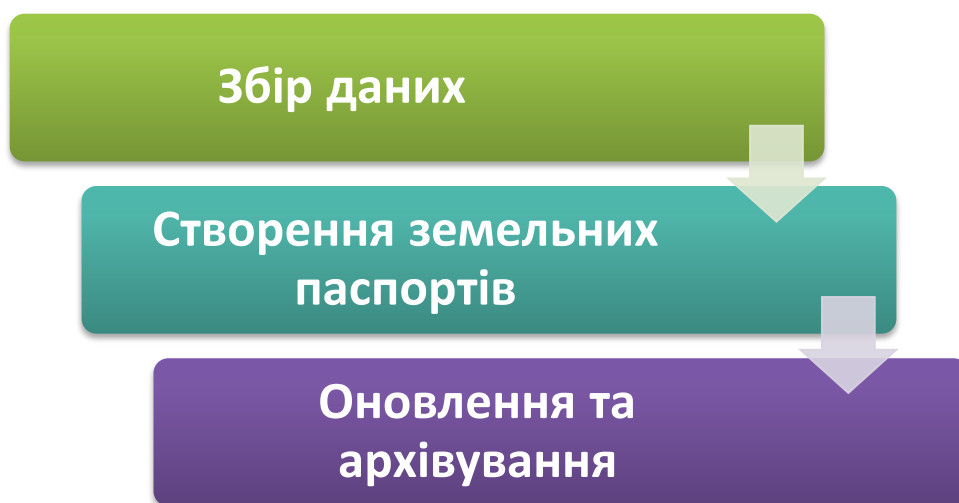 Збір даних
Створення земельних
паспортів
Оновлення та
архівування